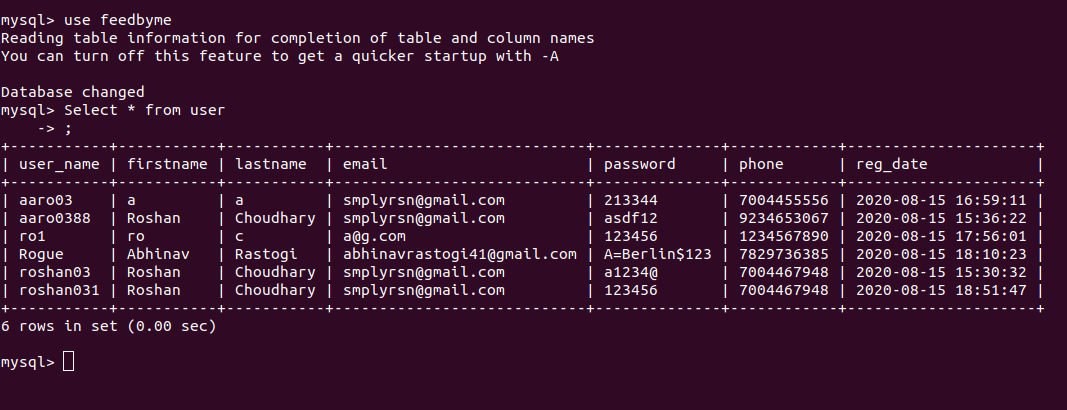 mysql> use feedbyme
Reading table information for completion of table and column names
You can turn off this feature to get a quicker startup with -A
Database changed
mysql> Select * from user
    -> ;
+-----------+-----------+-----------+----------------------------+--------------+------------+---------------------+
| user_name | firstname | lastname  | email                      | password     | phone      | reg_date            |
+-----------+-----------+-----------+----------------------------+--------------+------------+---------------------+
| aaro03    | a         | a         | smplyrsn@gmail.com         | 213344       | 7004455556 | 2020-08-15 16:59:11 |
| aaro0388  | Roshan    | Choudhary | smplyrsn@gmail.com         | asdf12       | 9234653067 | 2020-08-15 15:36:22 |
| ro1       | ro        | c         | a@g.com                    | 123456       | 1234567890 | 2020-08-15 17:56:01 |
| Rogue     | Abhinav   | Rastogi   | abhinavrastogi41@gmail.com | A=Berlin$123 | 7829736385 | 2020-08-15 18:10:23 |
| roshan03  | Roshan    | Choudhary | smplyrsn@gmail.com         | a1234@       | 7004467948 | 2020-08-15 15:30:32 |
| roshan031 | Roshan    | Choudhary | smplyrsn@gmail.com         | 123456       | 7004467948 | 2020-08-15 18:51:47 |
+-----------+-----------+-----------+----------------------------+--------------+------------+---------------------+
6 rows in set (0.00 sec)
mysql>